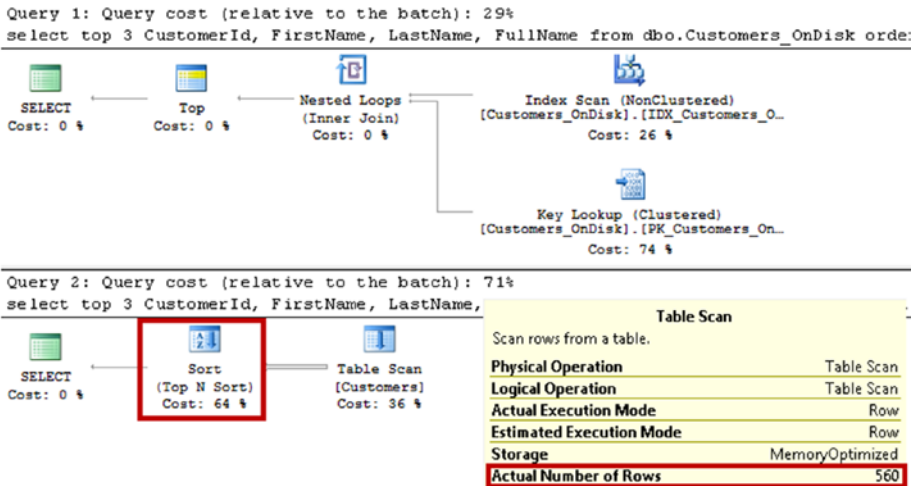 Query 1: Query cost (relative to the batch): 29%
select top 3 CustomerId, FirstName, LastName, FullName from dbo.Customers_OnDisk orde
SELECT
Cost: 0 %
Top
Cost: 0 %
Nested Loops
(Inner Join)
Cost: 0 %
Index Scan (NonClustered)
[Customers_OnDisk].[IDX_Customers_O…
Cost: 26 %
Key Lookup (Clustered)
[Customers_OnDisk].[PK_Customers_On…
Cost: 74 %
Query 2: Query cost (relative to the batch): 71%
select top 3 CustomerId, FirstName, LastName,
SELECT
Cost: 0 %
Sort
(Top N Sort)
Cost: 64 %
Table Scan
[Customers]
Cost: 36 %
Table Scan
Scan rows from a table.
Physical Operation Table Scan
Logical Operation Table Scan
Actual Execution Mode Row
Estimated Execution Mode Row
Storage MemoryOptimized
Actual Number of Rows 560